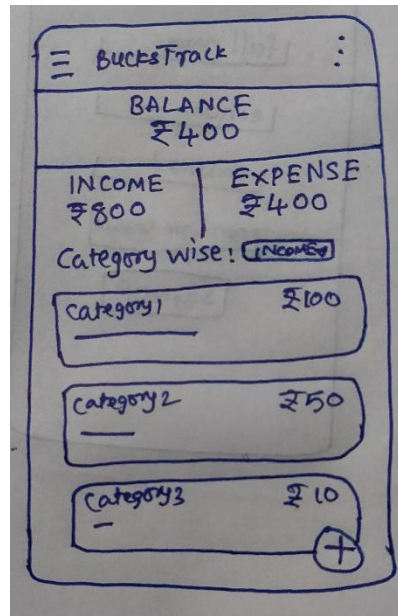 BucksTrack
BALANCE
₹400
INCOME EXPENSE
₹800 ₹400
Category wise: INCOME
Category1 ₹100
Category2 ₹50
Category3 ₹10
+